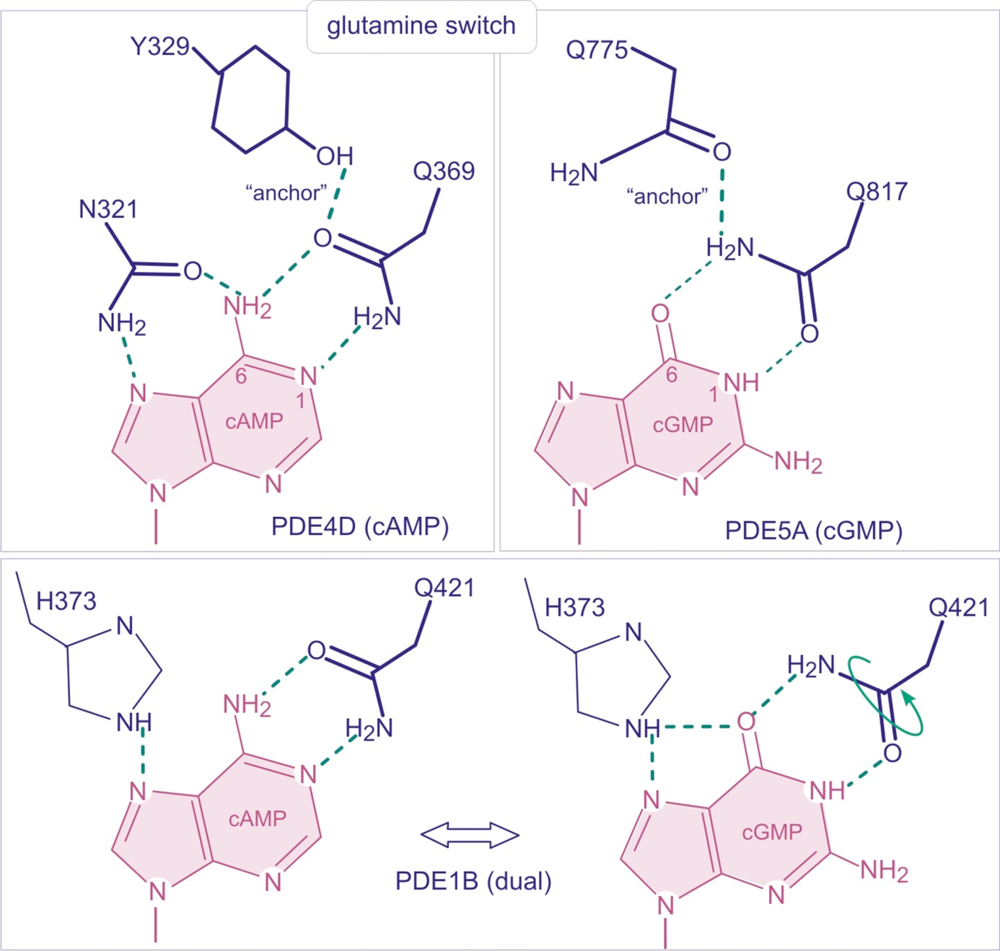 glutamine switch
Y329
OH
“anchor”
Q369
N321
O
O
NH2
NH2
H2N
6
N
N
1
cAMP
N
N
PDE4D (cAMP)
Q775
O
H2N
“anchor”
Q817
H2N
O
O
6
NH
N
1
cGMP
NH2
N
N
PDE5A (cGMP)
H373
Q421
N
O
NH2
NH
H2N
N
N
cAMP
N
N
PDE1B (dual)
H373
Q421
N
H2N
NH
O
O
NH
N
cGMP
NH2
N
N